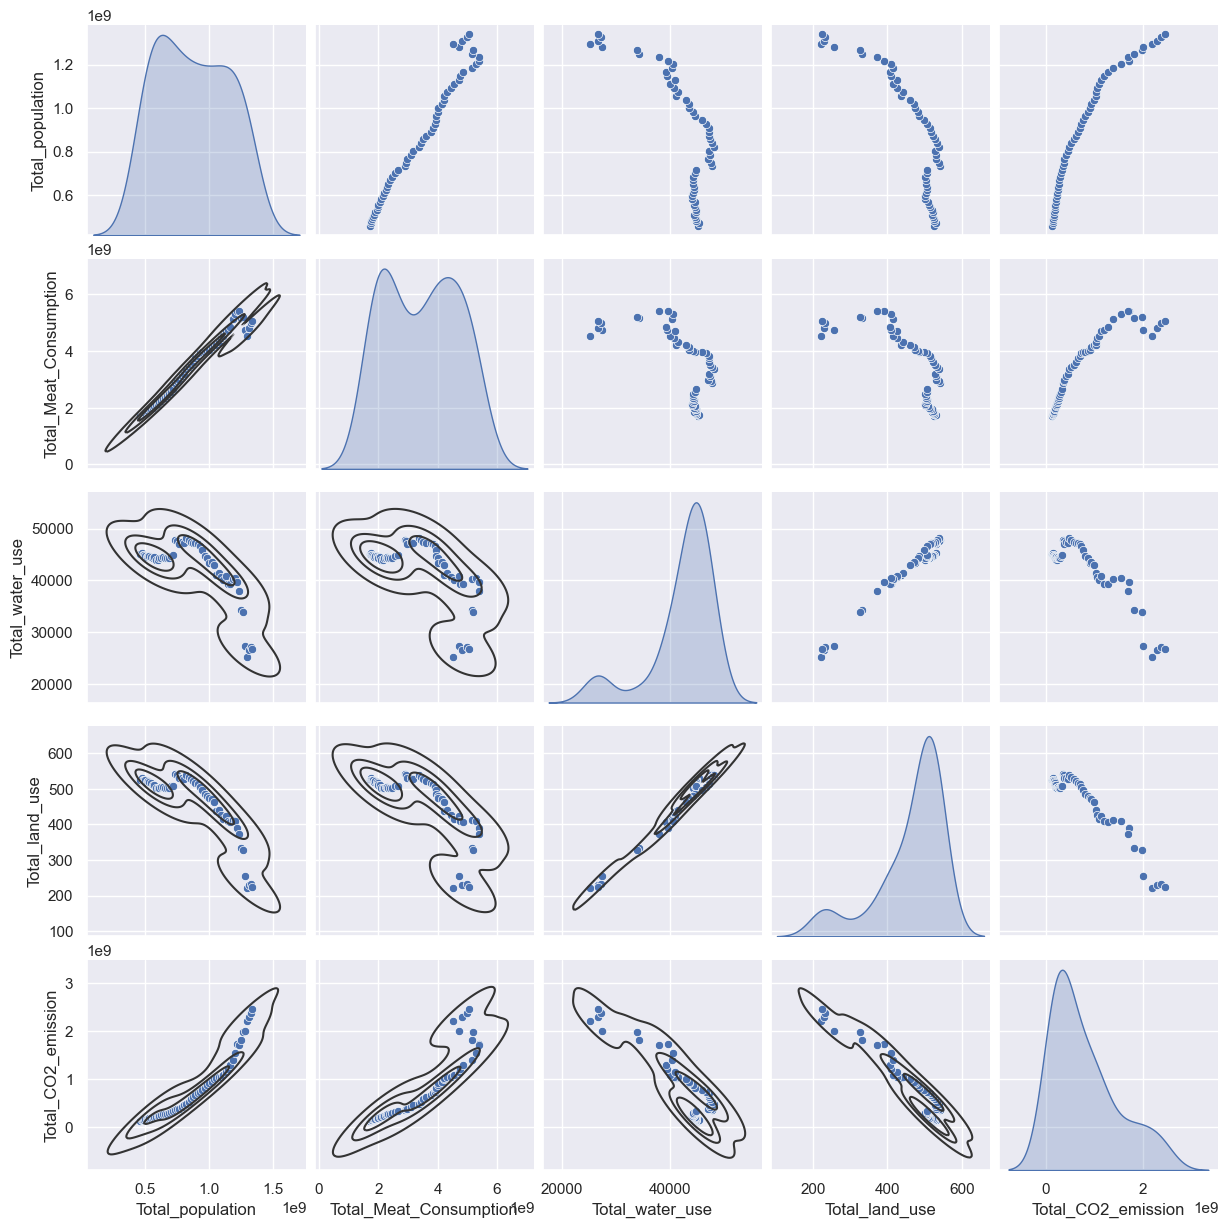 1e9
1.2
1.0
0.8
0.6
Total_population
1e9
6
4
2
0
Total_Meat_Consumption
50000
40000
30000
20000
Total_water_use
600
500
400
300
200
100
Total_land_use
1e9
3
2
1
0
Total_CO2_emission
0.5 1.0 1.5 0 2 4 6 20000 40000 200 400 600 0 2
Total_population 1e9 Total_Meat_Consumption 1e9 Total_water_use Total_land_use Total_CO2_emission 1e9